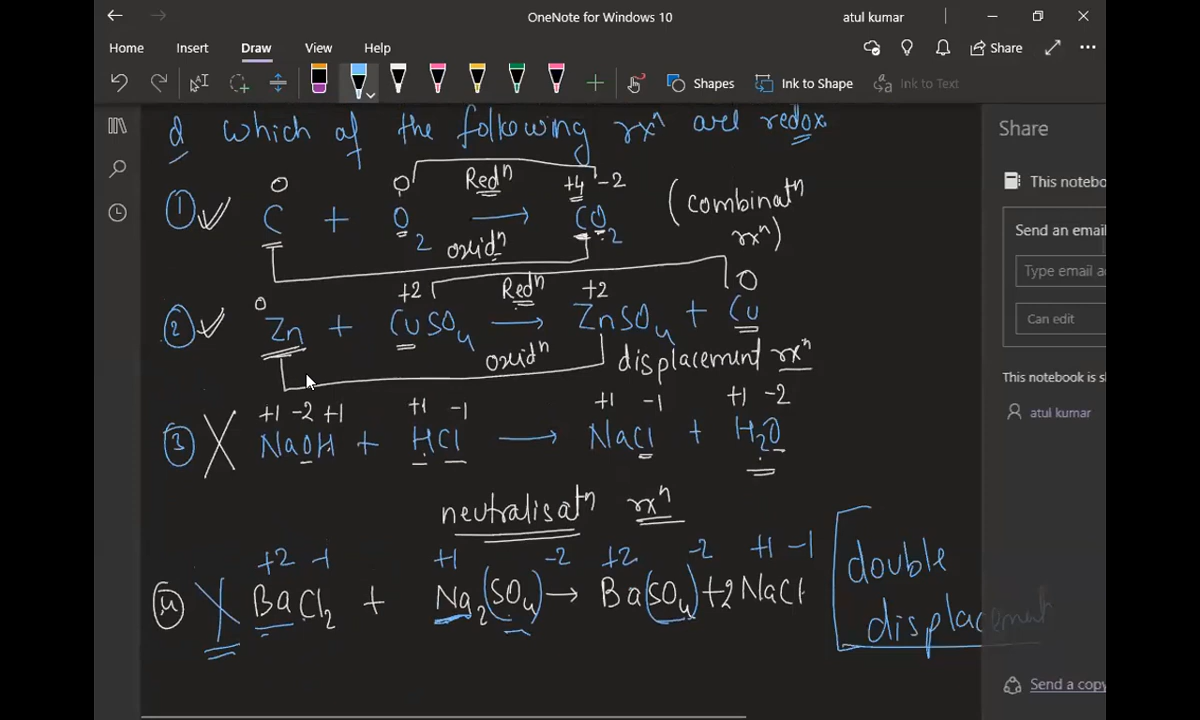 OneNote for Windows 10
atul kumar
Home Insert Draw View Help
Share
Shapes Ink to Shape Ink to Text
Q which of the following rxⁿ are redox
Share
0 0 Redⁿ +4 -2
① ✓ C + O₂ → CO₂ (combinatⁿ rxⁿ)
oxidⁿ
This notebo
Send an email
Type email a
Can edit
0 +2 Redⁿ +2 0
② ✓ Zn + CuSO₄ → ZnSO₄ + Cu
oxidⁿ displacement rxⁿ
This notebook is s
atul kumar
+1 -2 +1 +1 -1 +1 -1 +1 -2
③ X NaOH + HCl → NaCl + H₂O
neutralisatⁿ rxⁿ
+2 -1 +1 -2 +2 -2 +1 -1
④ X BaCl₂ + Na₂(SO₄) → Ba(SO₄) + 2NaCl
double
displacement
Send a copy